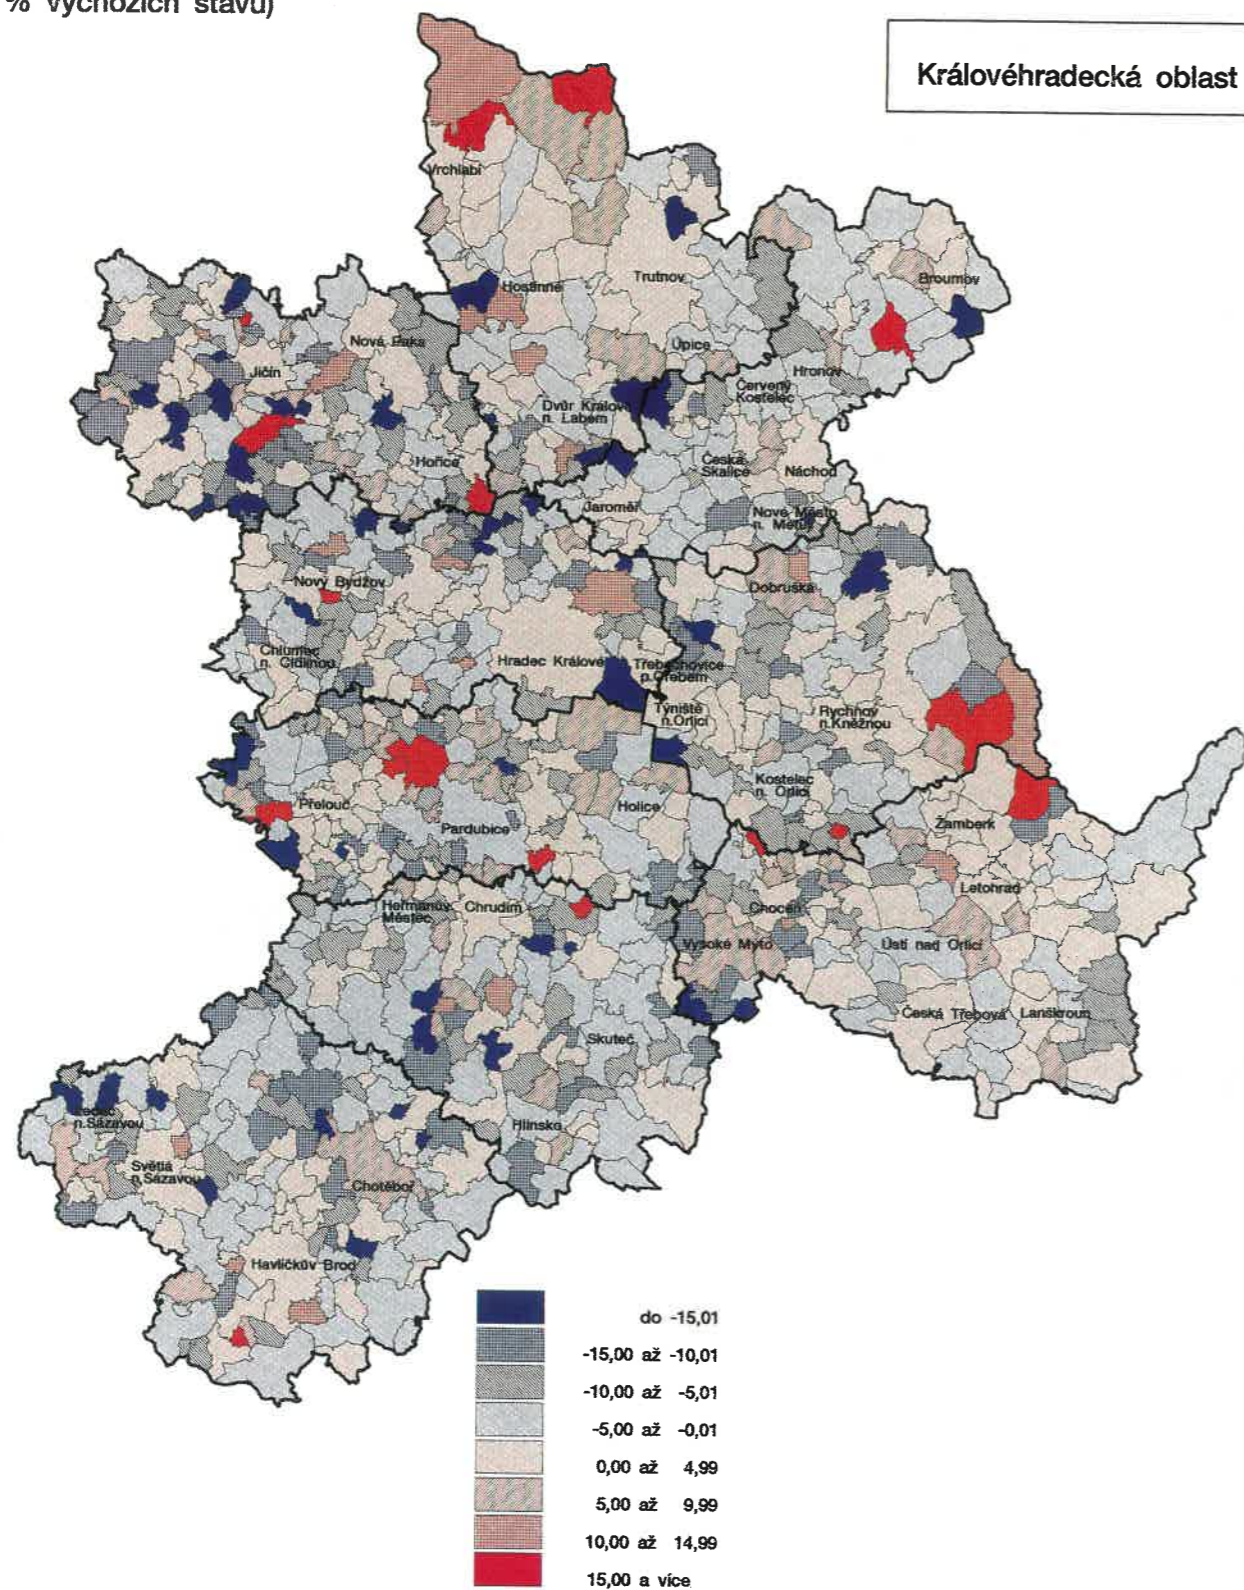 % výchozích stavů)
Královéhradecká oblast
Vrchlabí
Trutnov
Hostinné
Broumov
Nová Paka
Úpice
Jičín
Hronov
Červený
Kostelec
Dvůr Králové
n. Labem
Hořice
Česká
Skalice
Náchod
Jaroměř
Nové Město
n. Metují
Nový Bydžov
Dobruška
Chlumec
n. Cidlinou
Hradec Králové
Třebechovice
p.Orebem
Týniště
n.Orlicí
Rychnov
n.Kněžnou
Kostelec
n. Orlicí
Přelouč
Holice
Pardubice
Žamberk
Letohrad
Heřmanův
Městec
Chrudim
Choceň
Vysoké Mýto
Ústí nad Orlicí
Česká Třebová
Lanškroun
Skuteč
Ledeč
n.Sázavou
Hlinsko
Světlá
n.Sázavou
Chotěboř
Havlíčkův Brod
do -15,01
-15,00 až -10,01
-10,00 až -5,01
-5,00 až -0,01
0,00 až 4,99
5,00 až 9,99
10,00 až 14,99
15,00 a více